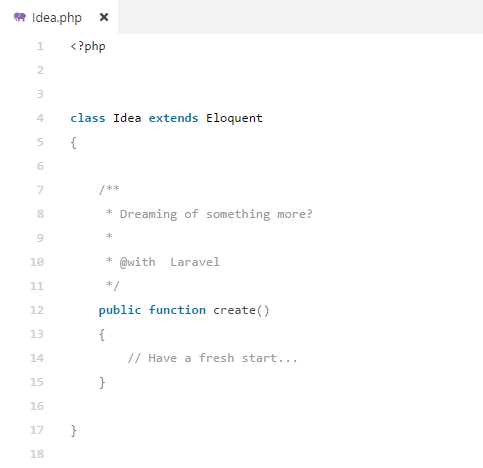 Idea.php ×
1 <?php
2
3
4 class Idea extends Eloquent
5 {
6
7 /**
8 * Dreaming of something more?
9 *
10 * @with  Laravel
11 */
12 public function create()
13 {
14 // Have a fresh start...
15 }
16
17 }
18